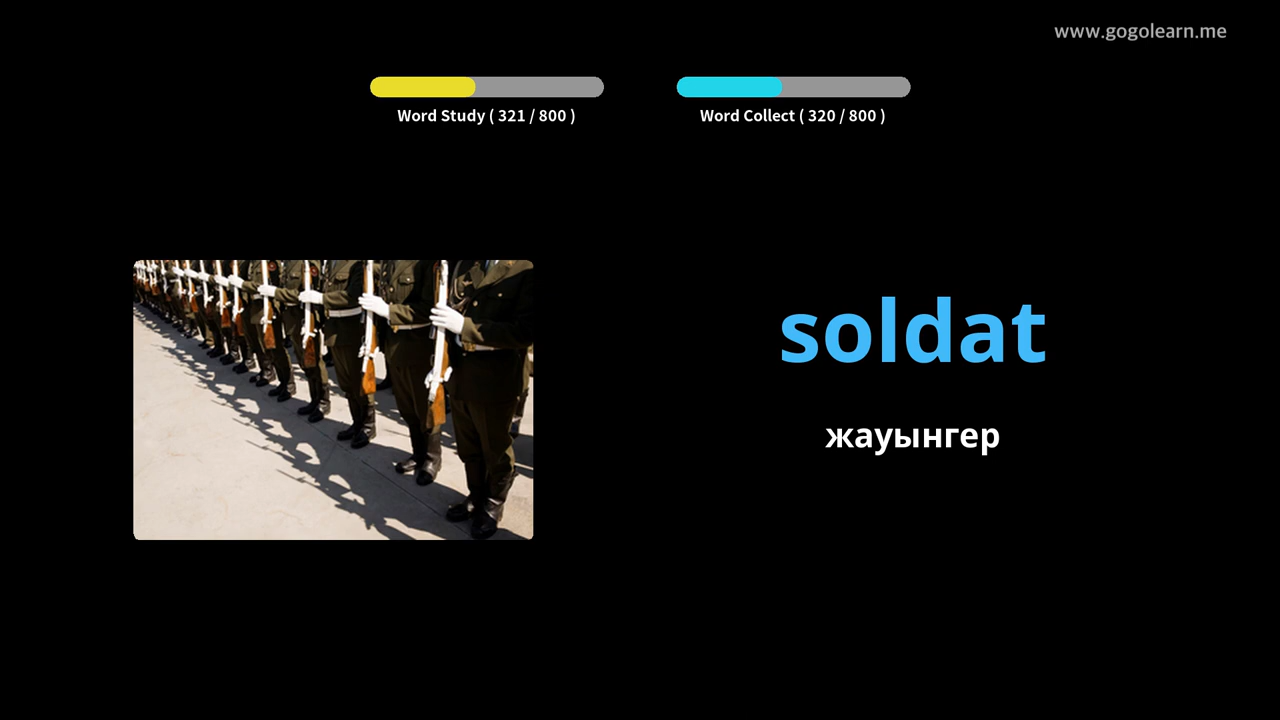 www.gogolearn.me
Word Study ( 321 / 800 )
Word Collect ( 320 / 800 )
soldat
жауынгер